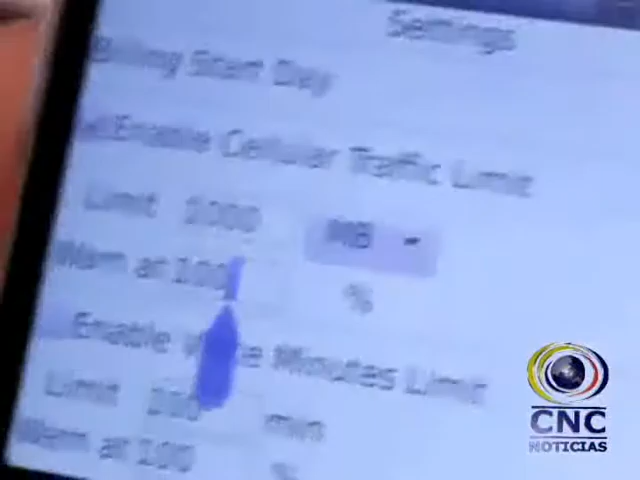 Settings
Billing Start Day
Enable Cellular Traffic Limit
Limit MB
Warn at 100 %
Enable Minutes Limit
Limit min
Warn at 100 %
CNC
NOTICIAS